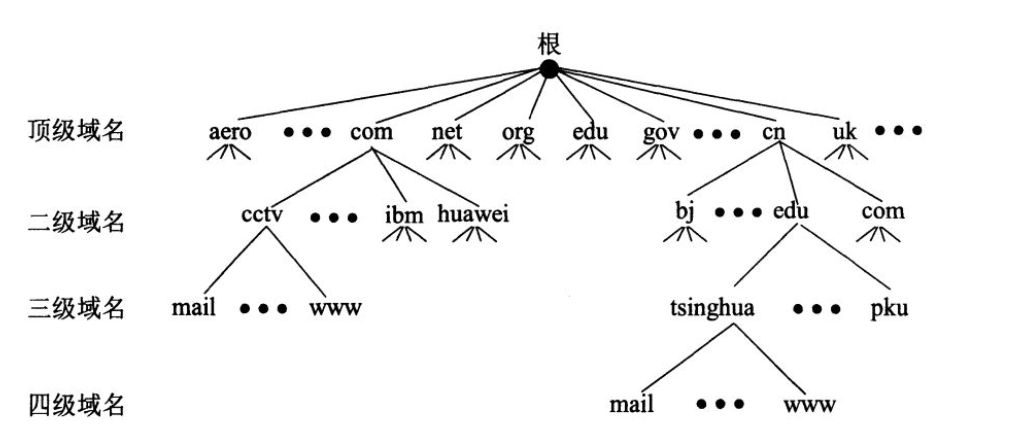 根
顶级域名 aero ●●● com net org edu gov ●●● cn uk ●●●
二级域名 cctv ●●● ibm huawei bj ●●● edu com
三级域名 mail ●●● www tsinghua ●●● pku
四级域名 mail ●●● www